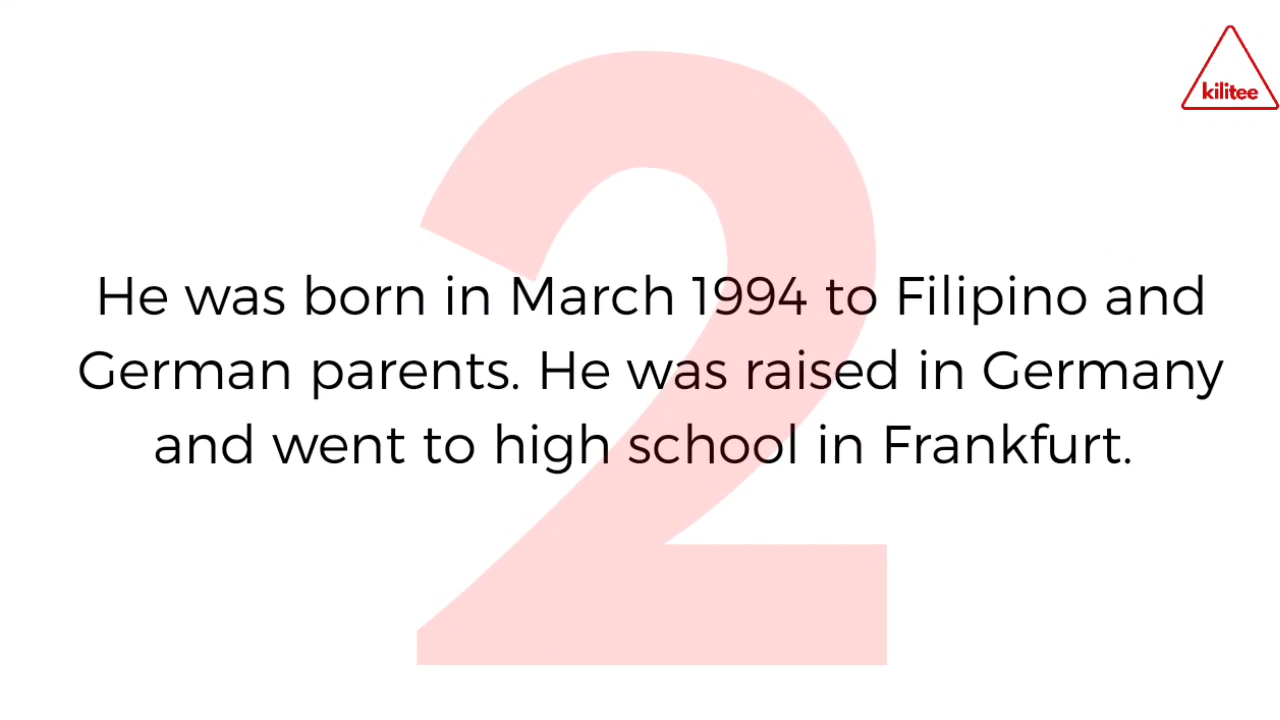 kilitee
2
He was born in March 1994 to Filipino and
German parents. He was raised in Germany
and went to high school in Frankfurt.